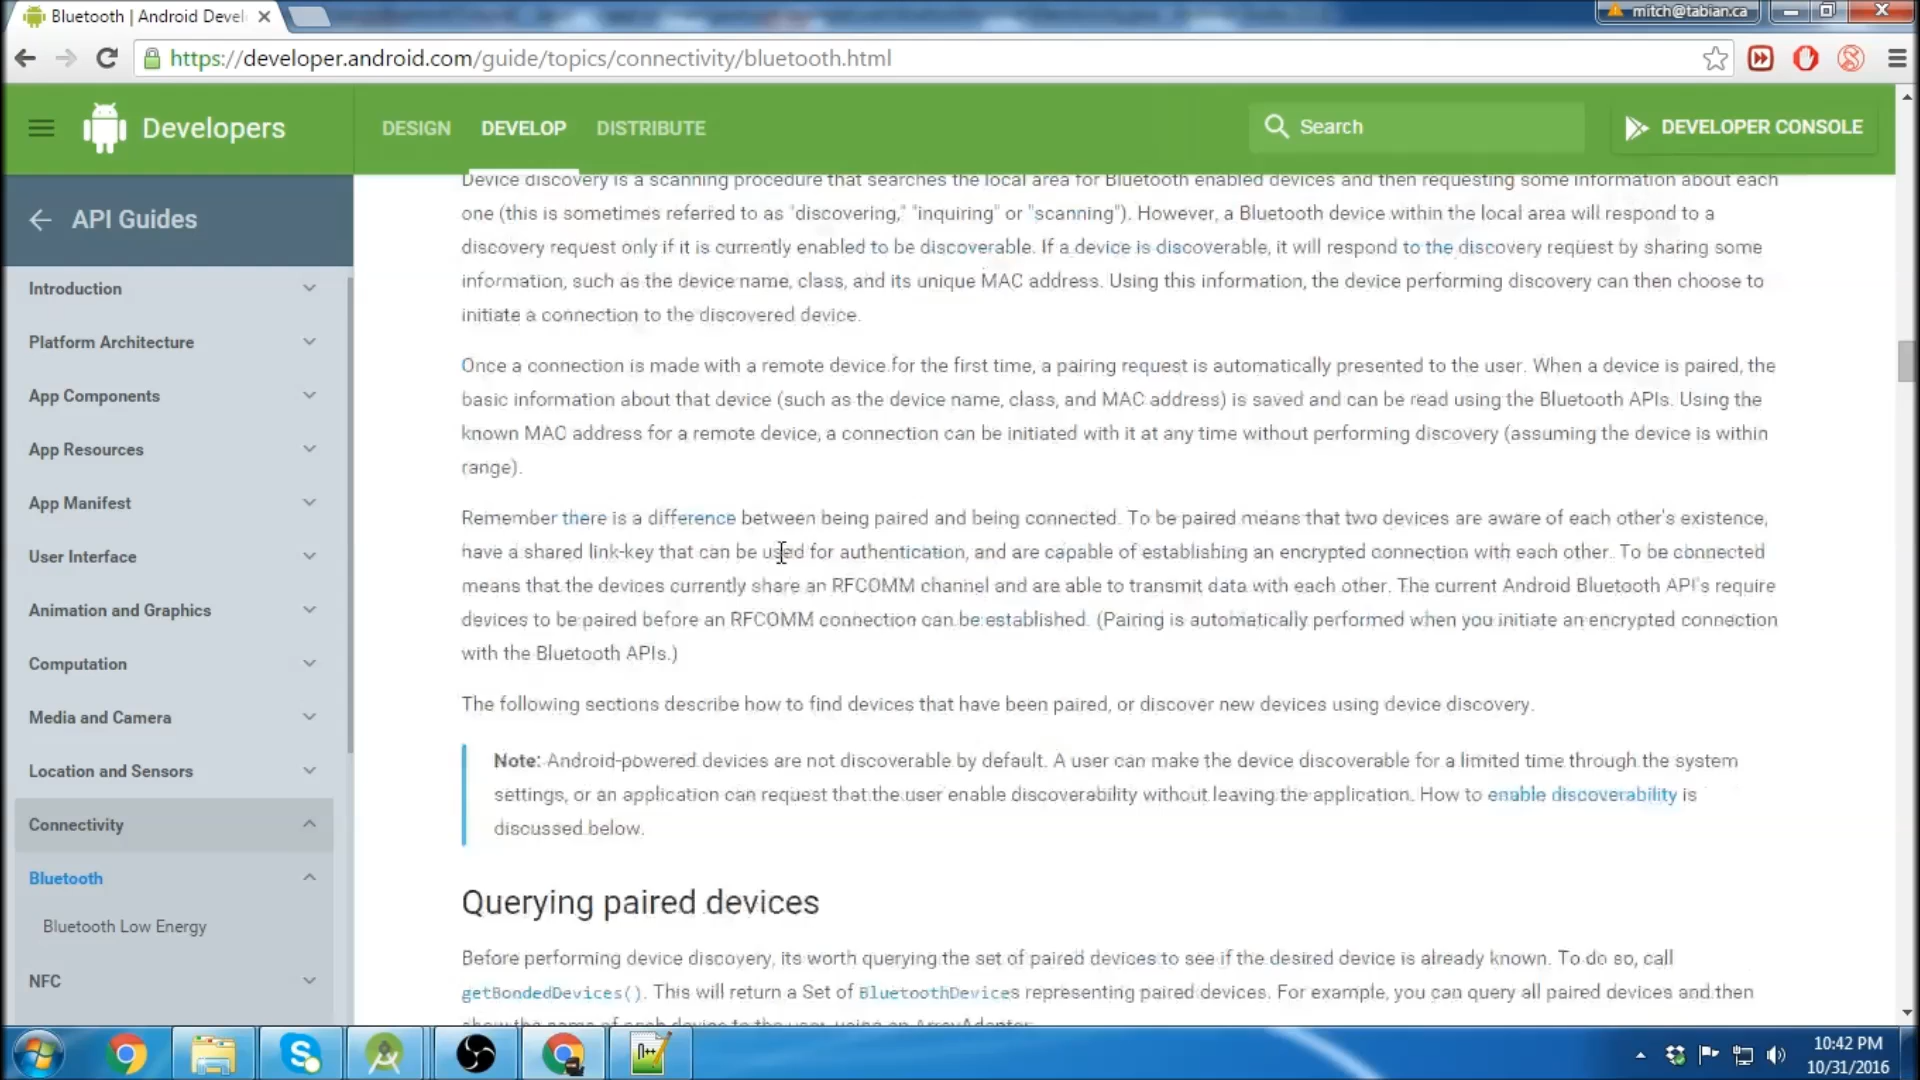 Bluetooth | Android Devel
mitch@tabian.ca
https://developer.android.com/guide/topics/connectivity/bluetooth.html
Developers
DESIGN
DEVELOP
DISTRIBUTE
Search
DEVELOPER CONSOLE
API Guides
Introduction
Platform Architecture
App Components
App Resources
App Manifest
User Interface
Animation and Graphics
Computation
Media and Camera
Location and Sensors
Connectivity
Bluetooth
Bluetooth Low Energy
NFC
Device discovery is a scanning procedure that searches the local area for Bluetooth enabled devices and then requesting some information about each
one (this is sometimes referred to as "discovering," "inquiring" or "scanning"). However, a Bluetooth device within the local area will respond to a
discovery request only if it is currently enabled to be discoverable. If a device is discoverable, it will respond to the discovery request by sharing some
information, such as the device name, class, and its unique MAC address. Using this information, the device performing discovery can then choose to
initiate a connection to the discovered device.
Once a connection is made with a remote device for the first time, a pairing request is automatically presented to the user. When a device is paired, the
basic information about that device (such as the device name, class, and MAC address) is saved and can be read using the Bluetooth APIs. Using the
known MAC address for a remote device, a connection can be initiated with it at any time without performing discovery (assuming the device is within
range).
Remember there is a difference between being paired and being connected. To be paired means that two devices are aware of each other's existence,
have a shared link-key that can be used for authentication, and are capable of establishing an encrypted connection with each other. To be connected
means that the devices currently share an RFCOMM channel and are able to transmit data with each other. The current Android Bluetooth API's require
devices to be paired before an RFCOMM connection can be established. (Pairing is automatically performed when you initiate an encrypted connection
with the Bluetooth APIs.)
The following sections describe how to find devices that have been paired, or discover new devices using device discovery.
Note: Android-powered devices are not discoverable by default. A user can make the device discoverable for a limited time through the system
settings, or an application can request that the user enable discoverability without leaving the application. How to enable discoverability is
discussed below.
Querying paired devices
Before performing device discovery, its worth querying the set of paired devices to see if the desired device is already known. To do so, call
getBondedDevices(). This will return a Set of BluetoothDevices representing paired devices. For example, you can query all paired devices and then
show the name of each device to the user, using an ArrayAdapter
N++
10:42 PM
10/31/2016